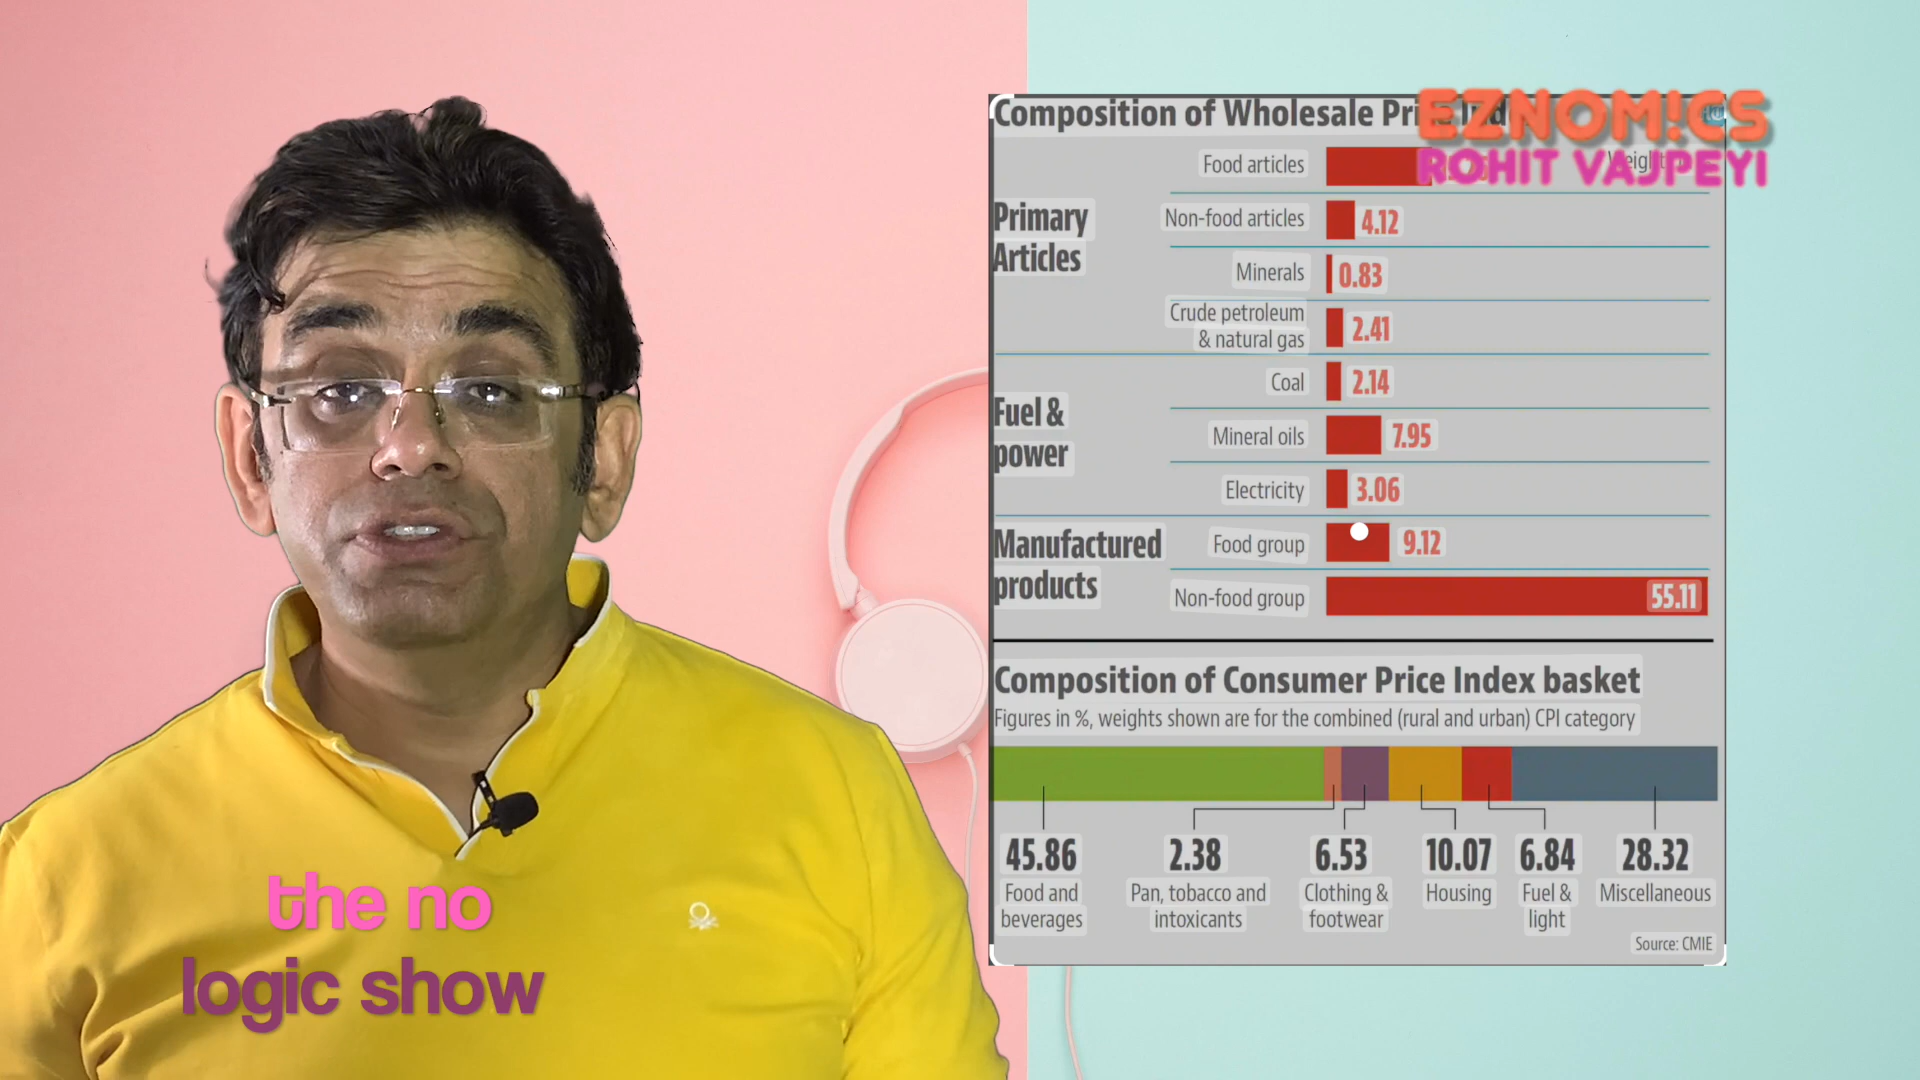 Composition of Wholesale
EZNOM!CS
ROHIT VAJPEYI
Food articles
Primary
Articles
Non-food articles
4.12
Minerals
0.83
Crude petroleum
& natural gas
2.41
Fuel &
power
Coal
2.14
Mineral oils
7.95
Electricity
3.06
Manufactured
products
Food group
9.12
Non-food group
55.11
Composition of Consumer Price Index basket
Figures in %, weights shown are for the combined (rural and urban) CPI category
45.86
Food and
beverages
2.38
Pan, tobacco and
intoxicants
6.53
Clothing &
footwear
10.07
Housing
6.84
Fuel &
light
28.32
Miscellaneous
Source: CMIE
the no
logic show